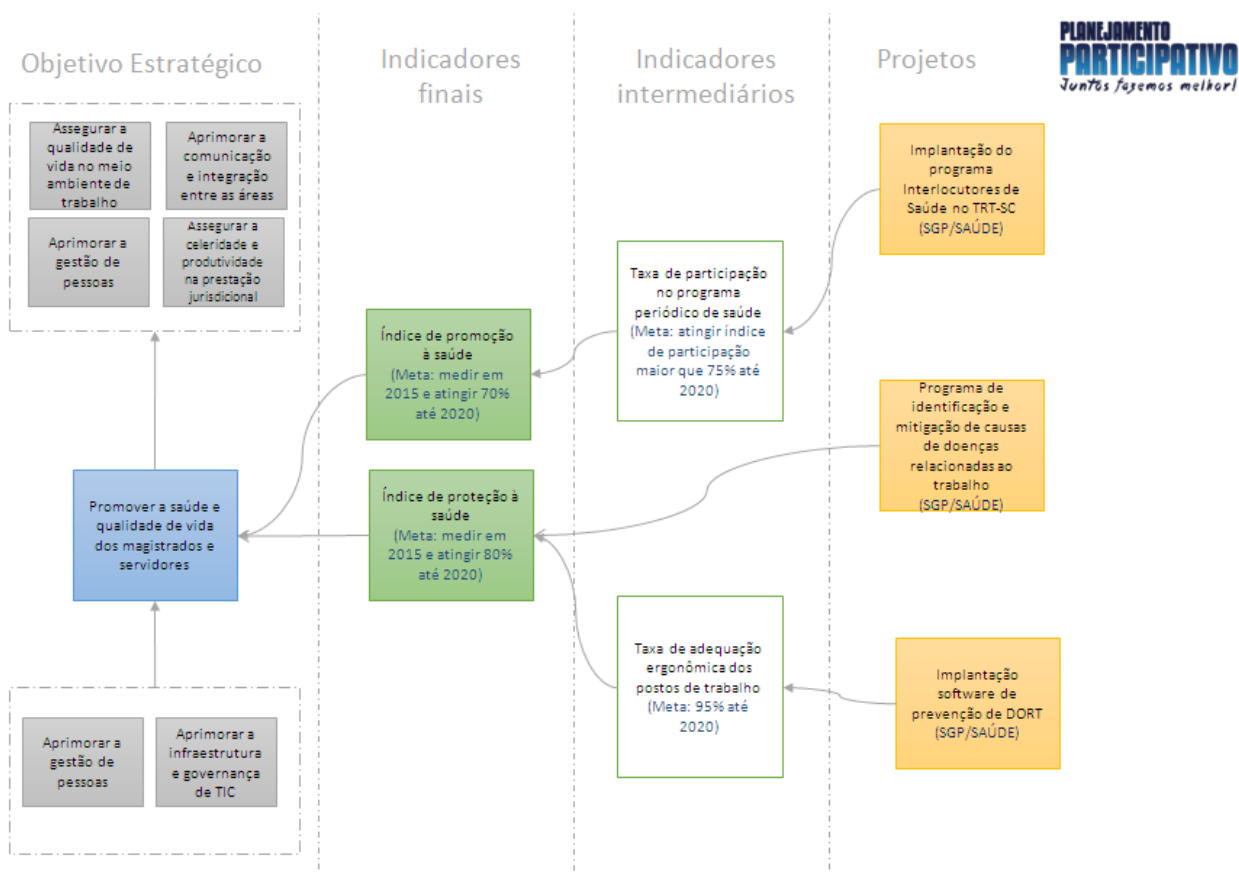 Objetivo Estratégico
Indicadores
finais
Indicadores
intermediários
Projetos
PLANEJAMENTO
PARTICIPATIVO
Juntos fazemos melhor!
Assegurar a
qualidade de
vida no meio
ambiente de
trabalho
Aprimorar a
comunicação
e integração
entre as áreas
Aprimorar a
gestão de
pessoas
Assegurar a
celeridade e
produtividade
na prestação
jurisdicional
Promover a saúde e
qualidade de vida
dos magistrados e
servidores
Aprimorar a
gestão de
pessoas
Aprimorar a
infraestrutura
e governança
de TIC
Índice de promoção
à saúde
(Meta: medir em
2015 e atingir 70%
até 2020)
Índice de proteção à
saúde
(Meta: medir em
2015 e atingir 80%
até 2020)
Taxa de participação
no programa
periódico de saúde
(Meta: atingir índice
de participação
maior que 75% até
2020)
Taxa de adequação
ergonômica dos
postos de trabalho
(Meta: 95% até
2020)
Implantação do
programa
Interlocutores de
Saúde no TRT-SC
(SGP/SAÚDE)
Programa de
identificação e
mitigação de causas
de doenças
relacionadas ao
trabalho
(SGP/SAÚDE)
Implantação
software de
prevenção de DORT
(SGP/SAÚDE)